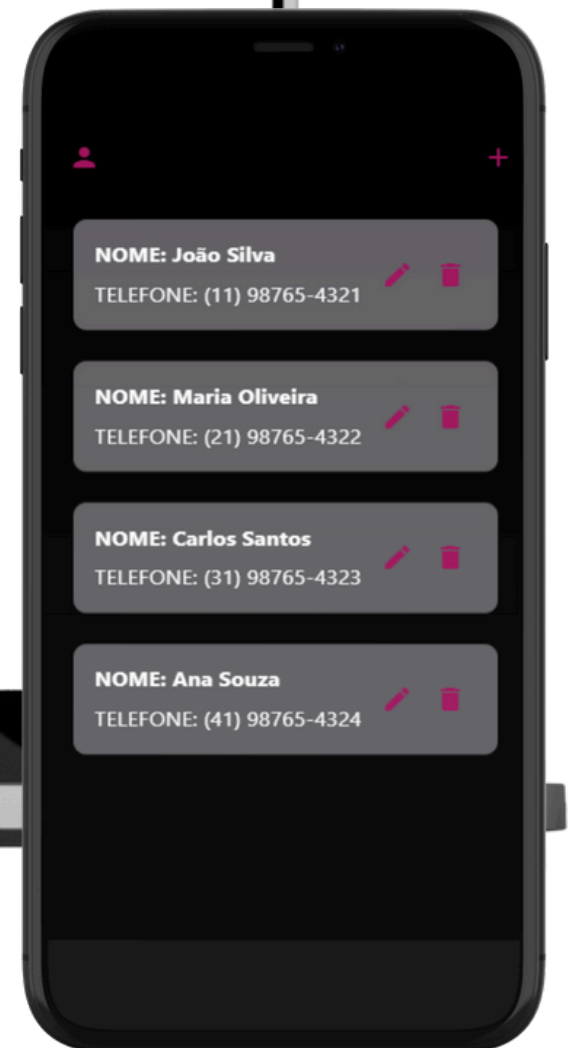 NOME: João Silva
TELEFONE: (11) 98765-4321
NOME: Maria Oliveira
TELEFONE: (21) 98765-4322
NOME: Carlos Santos
TELEFONE: (31) 98765-4323
NOME: Ana Souza
TELEFONE: (41) 98765-4324